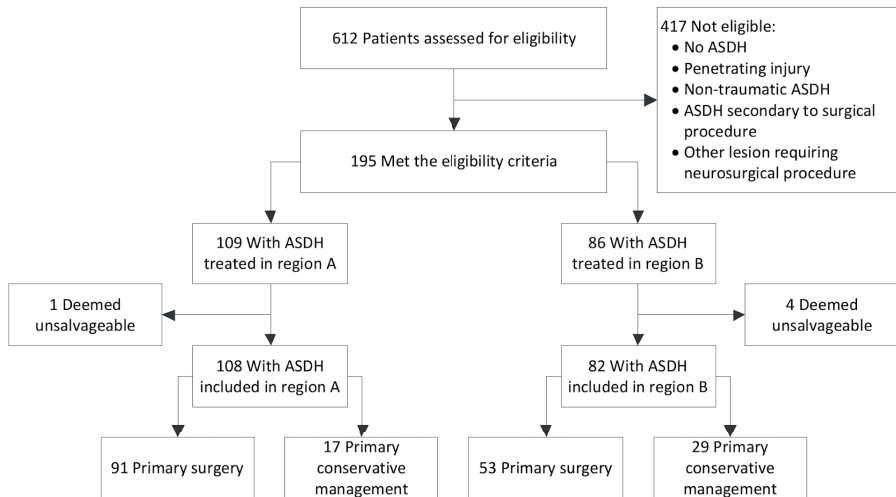 612 Patients assessed for eligibility
417 Not eligible:
• No ASDH
• Penetrating injury
• Non-traumatic ASDH
• ASDH secondary to surgical
procedure
• Other lesion requiring
neurosurgical procedure
195 Met the eligibility criteria
109 With ASDH
treated in region A
86 With ASDH
treated in region B
1 Deemed
unsalvageable
4 Deemed
unsalvageable
108 With ASDH
included in region A
82 With ASDH
included in region B
91 Primary surgery
17 Primary
conservative
management
53 Primary surgery
29 Primary
conservative
management